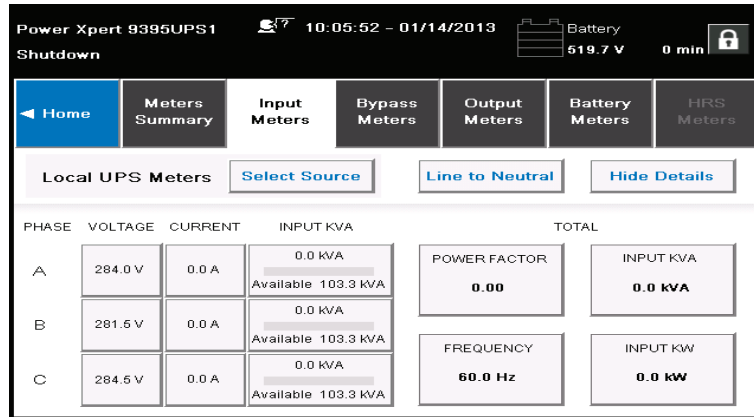 Power Xpert 9395UPS1
Shutdown
? 10:05:52 - 01/14/2013
Battery
519.7 V 0 min
◄ Home
Meters
Summary
Input
Meters
Bypass
Meters
Output
Meters
Battery
Meters
HRS
Meters
Local UPS Meters
Select Source
Line to Neutral
Hide Details
PHASE VOLTAGE CURRENT INPUT KVA
A 284.0 V 0.0 A
0.0 kVA
Available 103.3 kVA
B 281.5 V 0.0 A
0.0 kVA
Available 103.3 kVA
C 284.5 V 0.0 A
0.0 kVA
Available 103.3 kVA
TOTAL
POWER FACTOR
0.00
INPUT KVA
0.0 kVA
FREQUENCY
60.0 Hz
INPUT KW
0.0 kW